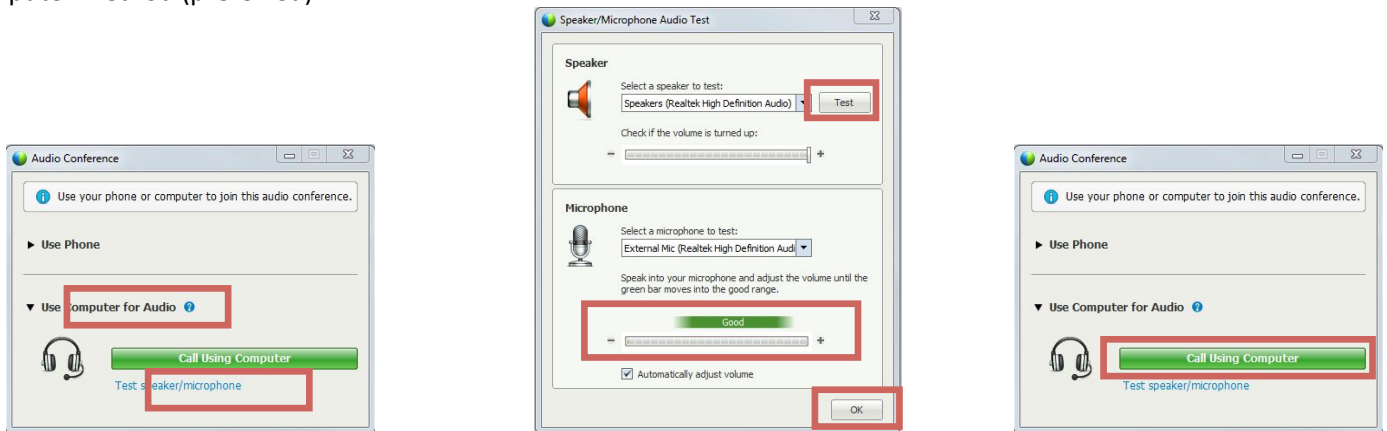 Audio Conference
Use your phone or computer to join this audio conference.
Use Phone
Use Computer for Audio
Call Using Computer
Test speaker/microphone
Speaker/Microphone Audio Test
Speaker
Select a speaker to test:
Speakers (Realtek High Definition Audio)
Test
Check if the volume is turned up:
- +
Microphone
Select a microphone to test:
External Mic (Realtek High Definition Audi
Speak into your microphone and adjust the volume until the
green bar moves into the good range.
Good
- +
Automatically adjust volume
OK
Audio Conference
Use your phone or computer to join this audio conference.
Use Phone
Use Computer for Audio
Call Using Computer
Test speaker/microphone